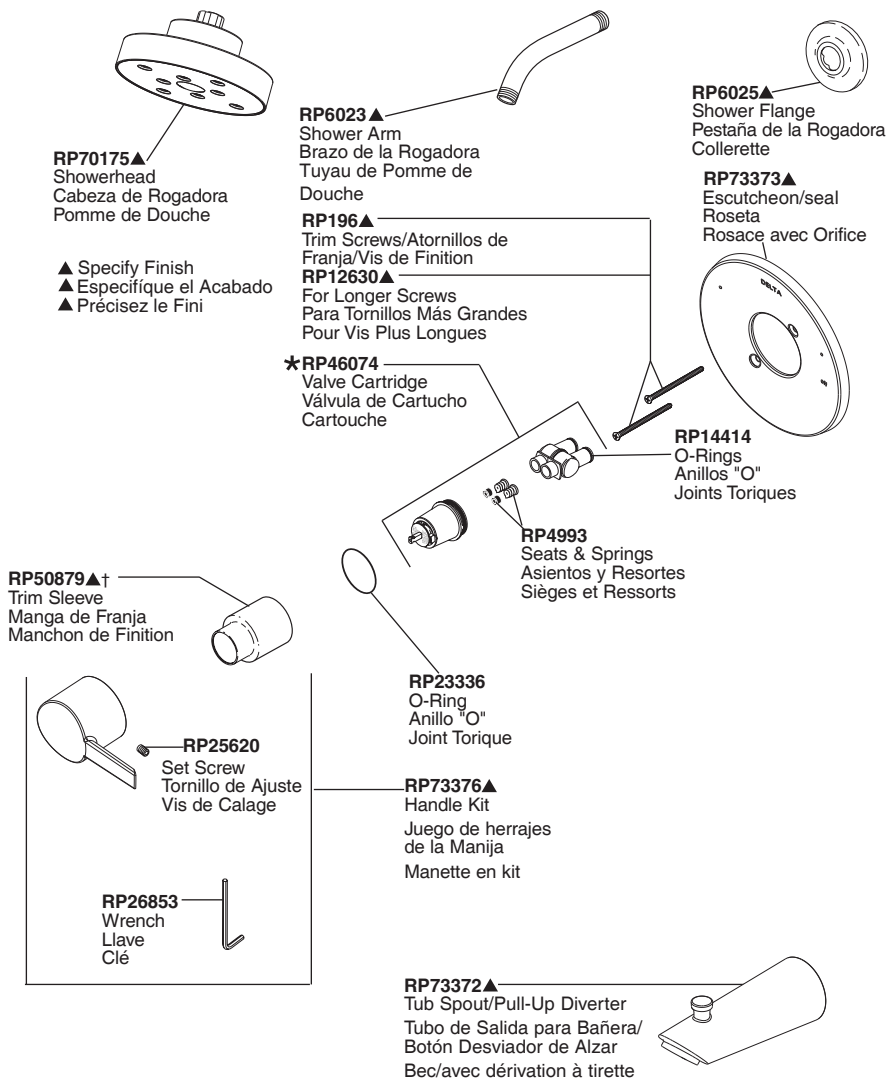 RP6023▲
Shower Arm
Brazo de la Rogadora
Tuyau de Pomme de
Douche
RP6025▲
Shower Flange
Pestaña de la Rogadora
Collerette
RP70175▲
Showerhead
Cabeza de Rogadora
Pomme de Douche
RP73373▲
Escutcheon/seal
Roseta
Rosace avec Orifice
RP196▲
Trim Screws/Atornillos de
Franja/Vis de Finition
▲ Specify Finish
▲ Especifíque el Acabado
▲ Précisez le Fini
RP12630▲
For Longer Screws
Para Tornillos Más Grandes
Pour Vis Plus Longues
DELTA
*RP46074
Valve Cartridge
Válvula de Cartucho
Cartouche
RP14414
O-Rings
Anillos "O"
Joints Toriques
RP4993
Seats & Springs
Asientos y Resortes
Sièges et Ressorts
RP50879▲†
Trim Sleeve
Manga de Franja
Manchon de Finition
RP23336
O-Ring
Anillo "O"
Joint Torique
RP25620
Set Screw
Tornillo de Ajuste
Vis de Calage
RP73376▲
Handle Kit
Juego de herrajes
de la Manija
Manette en kit
RP26853
Wrench
Llave
Clé
RP73372▲
Tub Spout/Pull-Up Diverter
Tubo de Salida para Bañera/
Botón Desviador de Alzar
Bec/avec dérivation à tirette